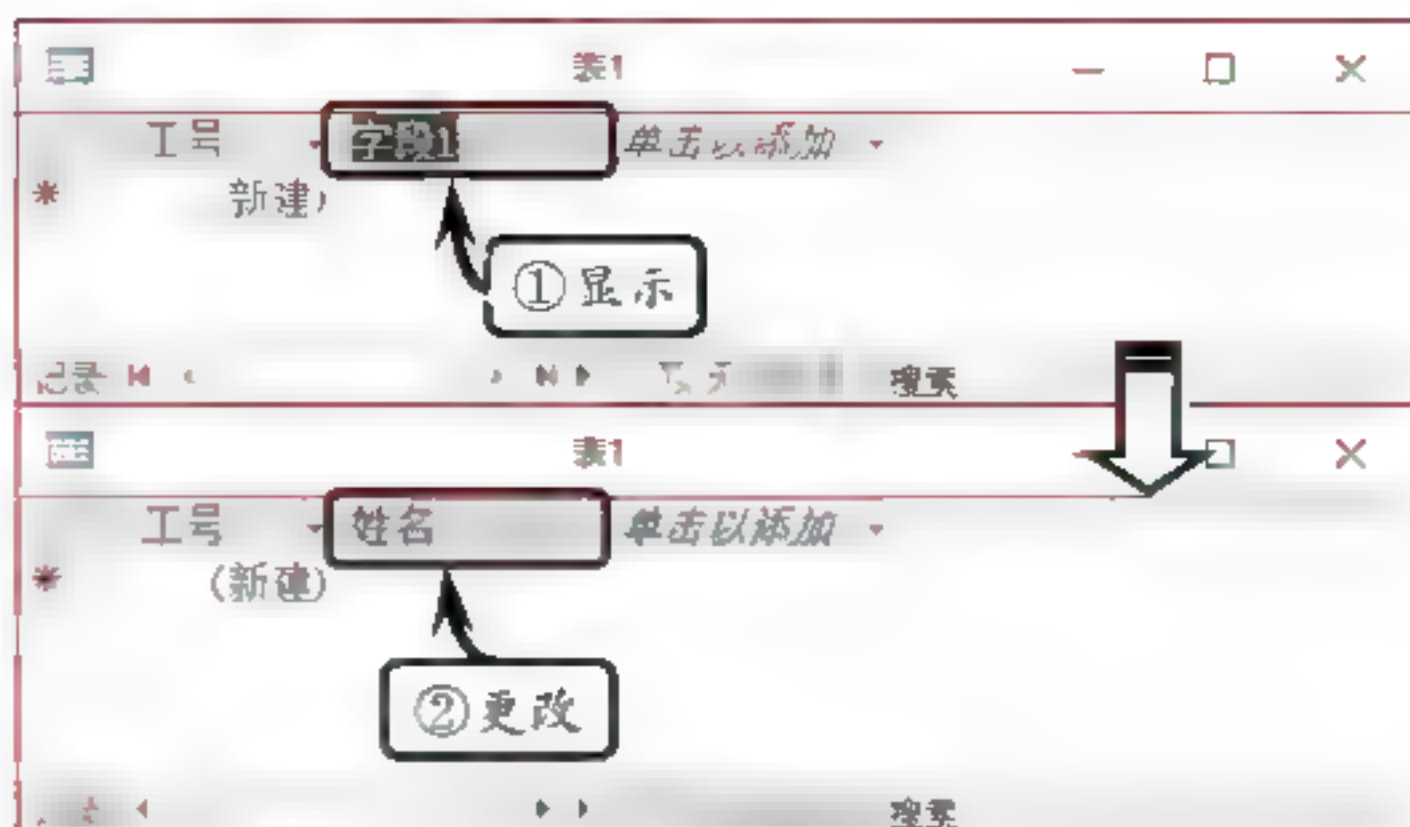 表1
工号 字段1 单击以添加
新建)
①显示
记录 搜索
表1
工号 姓名 单击以添加
(新建)
②更改
搜索